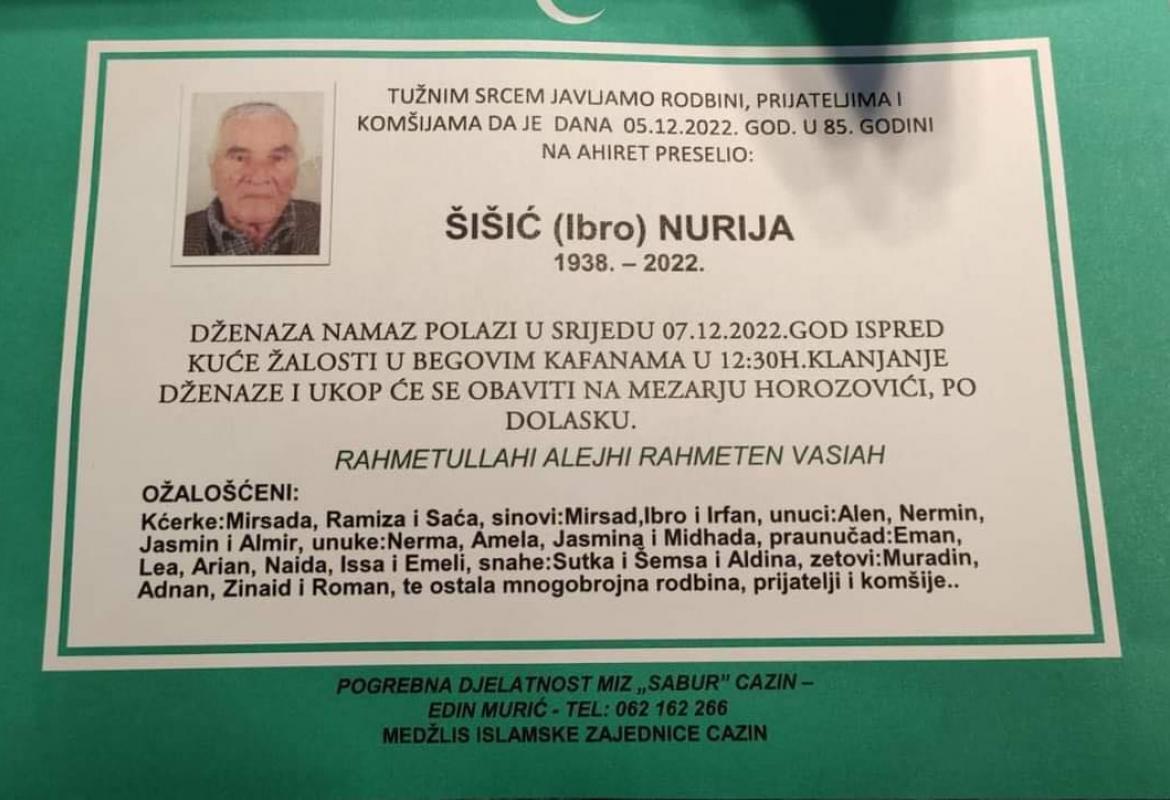 TUŽNIM SRCEM JAVLJAMO RODBINI, PRIJATELJIMA I
KOMŠIJAMA DA JE DANA 05.12.2022. GOD. U 85. GODINI
NA AHIRET PRESELIO:
ŠIŠIĆ (Ibro) NURIJA
1938. – 2022.
DŽENAZA NAMAZ POLAZI U SRIJEDU 07.12.2022.GOD ISPRED
KUĆE ŽALOSTI U BEGOVIM KAFANAMA U 12:30H.KLANJANJE
DŽENAZE I UKOP ĆE SE OBAVITI NA MEZARJU HOROZOVIĆI, PO
DOLASKU.
RAHMETULLAHI ALEJHI RAHMETEN VASIAH
OŽALOŠĆENI:
Kćerke:Mirsada, Ramiza i Saća, sinovi:Mirsad,Ibro i Irfan, unuci:Alen, Nermin,
Jasmin i Almir, unuke:Nerma, Amela, Jasmina i Midhada, praunučad:Eman,
Lea, Arian, Naida, Issa i Emeli, snahe:Sutka i Šemsa i Aldina, zetovi:Muradin,
Adnan, Zinaid i Roman, te ostala mnogobrojna rodbina, prijatelji i komšije..
POGREBNA DJELATNOST MIZ „SABUR" CAZIN –
EDIN MURIĆ - TEL: 062 162 266
MEDŽLIS ISLAMSKE ZAJEDNICE CAZIN